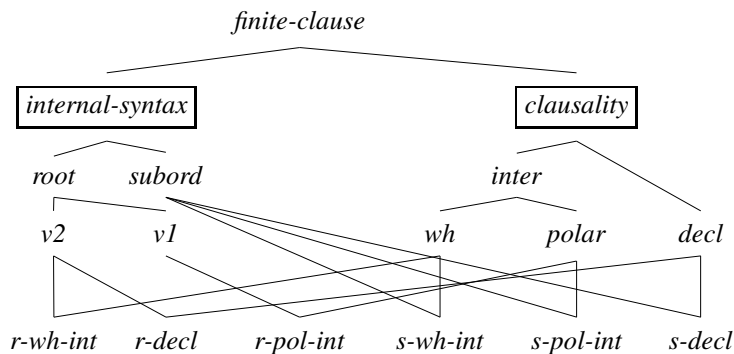 finite-clause
internal-syntax clausality
root subord inter
v2 v1 wh polar decl
r-wh-int r-decl r-pol-int s-wh-int s-pol-int s-decl